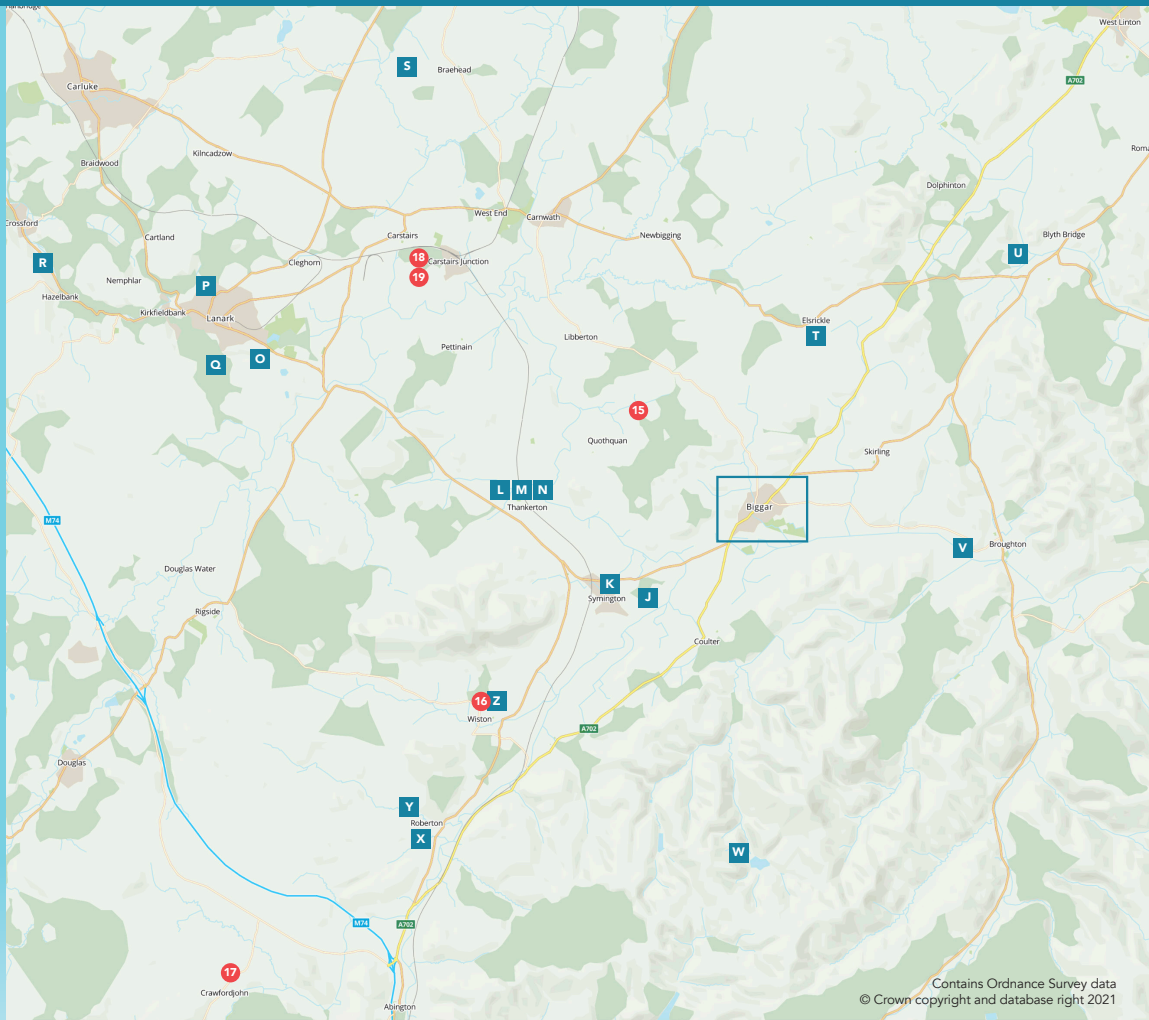 West Linton
S
Braehead
A702
Carluke
Kilncadzow
Braidwood
Dolphinton
West End
Carnwath
Crossford
Cartland
Carstairs
Newbigging
Blyth Bridge
U
R
Cleghorn
18
Carstairs Junction
19
Nemphlar
P
Hazelbank
Kirkfieldbank
Lanark
Elsrickle
T
Libberton
Pettinain
Q
O
15
Quothquan
Skirling
L M N
Thankerton
Biggar
M74
V
Broughton
Douglas Water
K
Symington
J
Rigside
Coulter
16 Z
Wiston
A702
Douglas
Y
Roberton
X
W
M74
A702
17
Crawfordjohn
Abington
Contains Ordnance Survey data
© Crown copyright and database right 2021